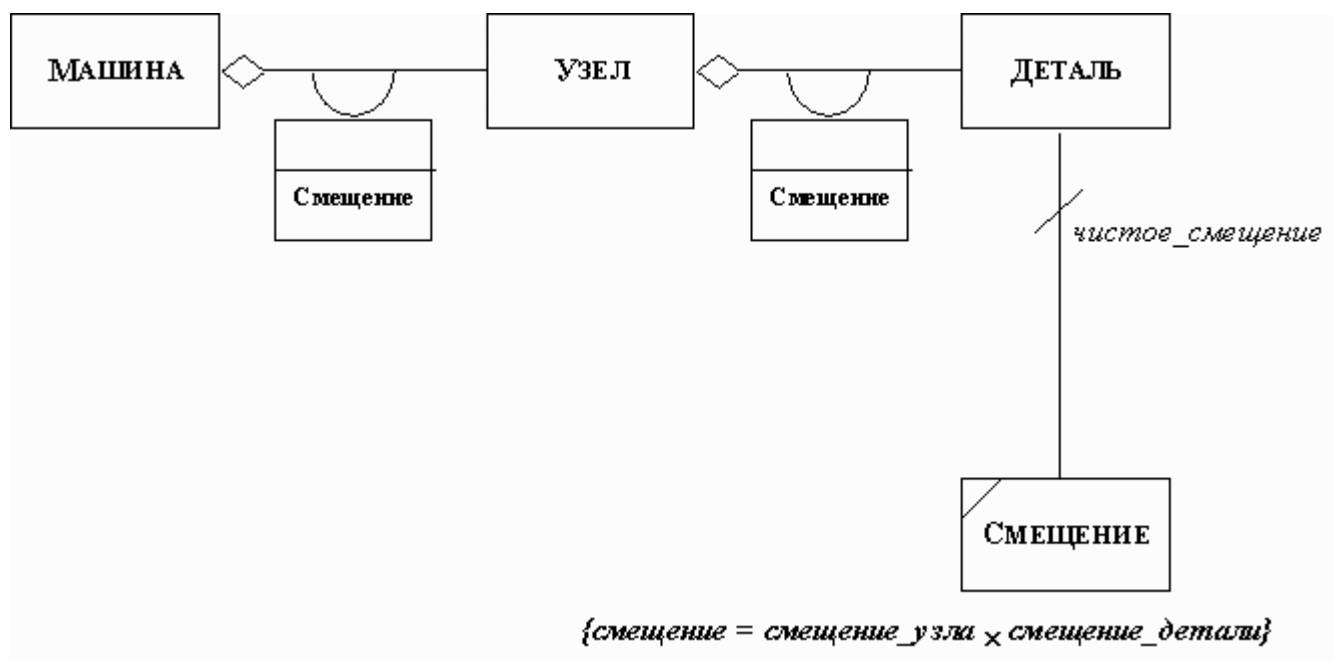 МАШИНА
УЗЕЛ
ДЕТАЛЬ
Смещение
Смещение
чистое_смещение
СМЕЩЕНИЕ
{смещение = смещение_узла × смещение_детали}